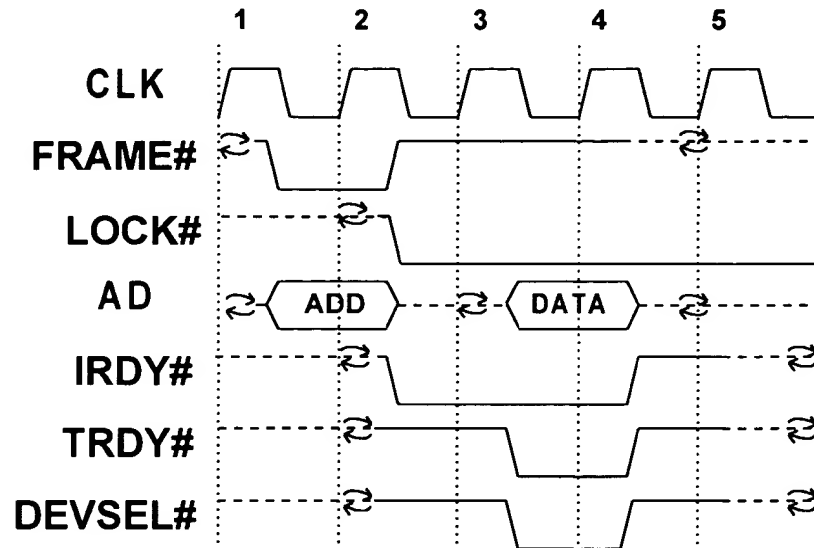 1 2 3 4 5
CLK
FRAME#
LOCK#
AD ADD DATA
IRDY#
TRDY#
DEVSEL#